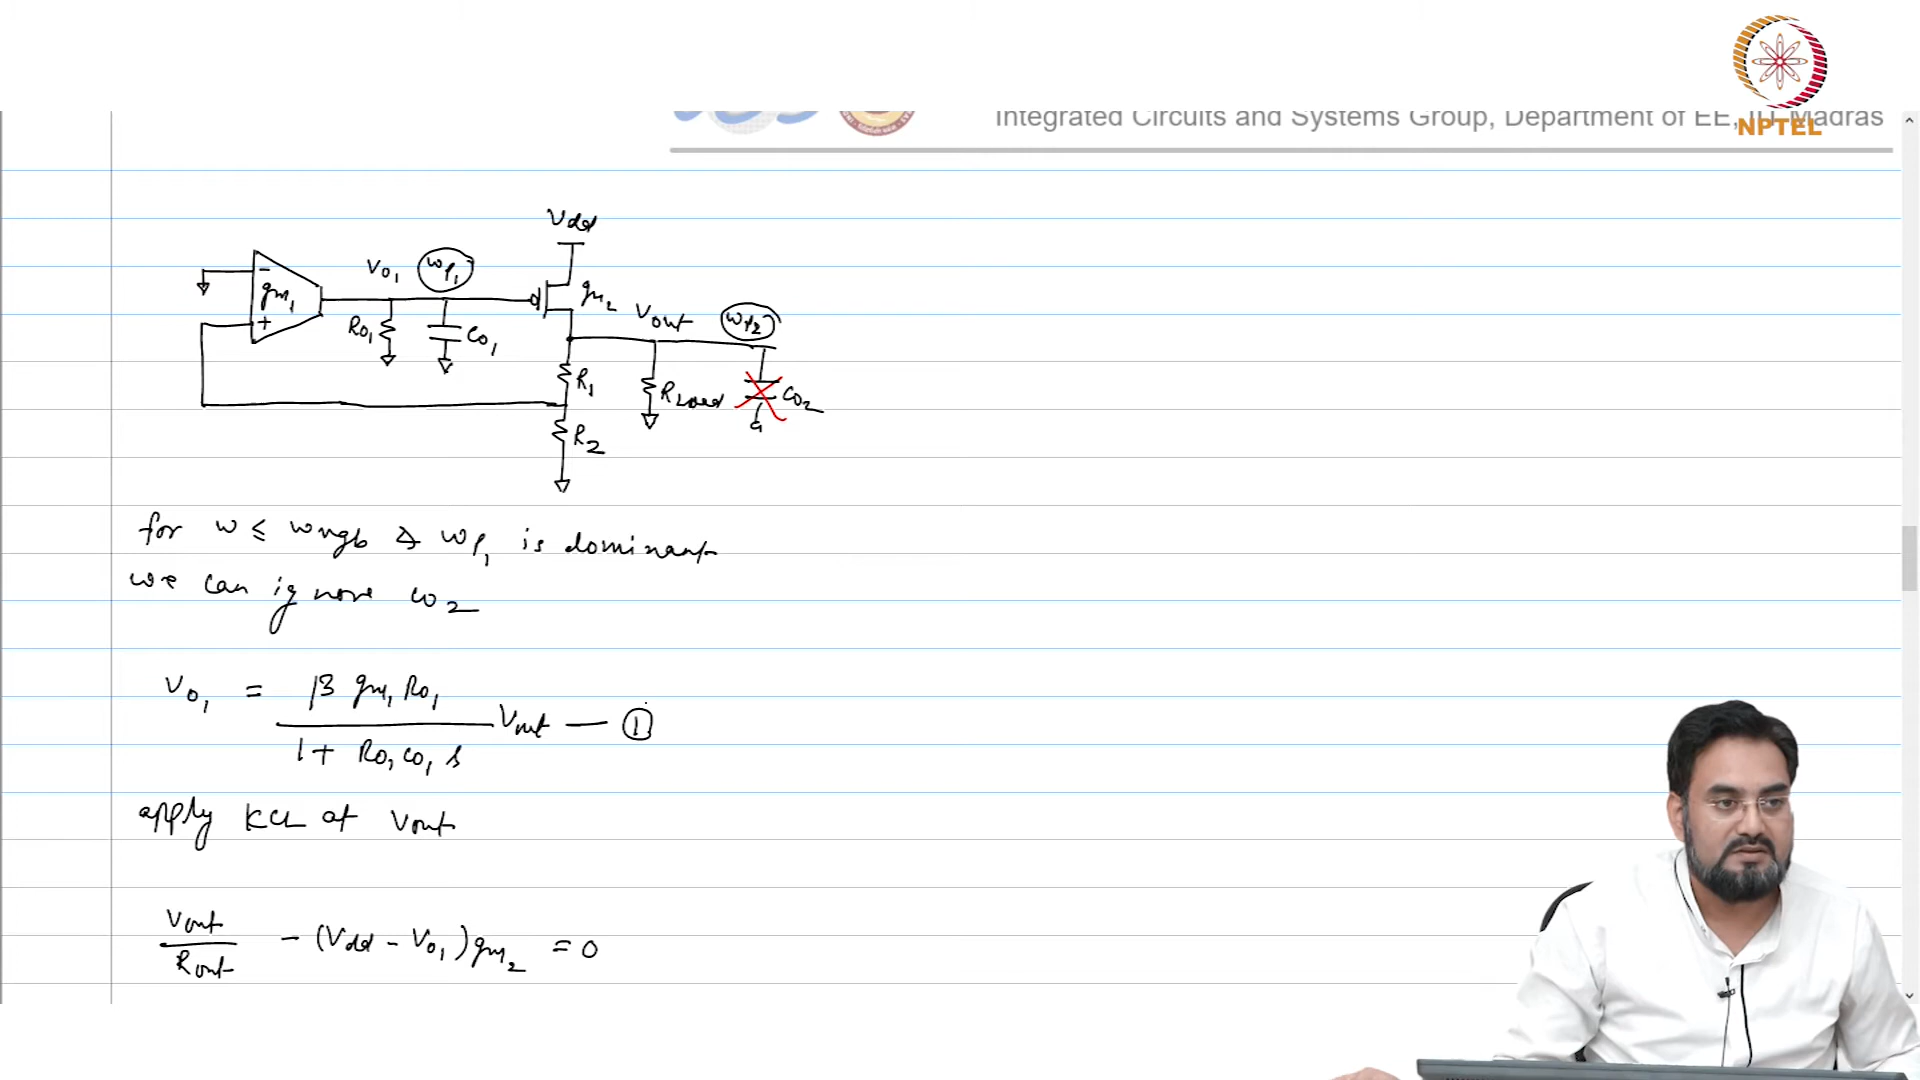 Integrated Circuits and Systems Group, Department of EE, IIT Madras
NPTEL
Vdd
Vo1 ωp1
gm1 - +
Ro1 Co1
gm2
Vout ωp2
R1 RLoad Co2
R2
for ω ≤ ωugb & ωp1 is dominant
we can ignore Co2
Vo1 = β gm1 Ro1 / 1 + Ro1 Co1 s Vout — ①
apply KCL at Vout
Vout / Rout - (Vdd - Vo1) gm2 = 0